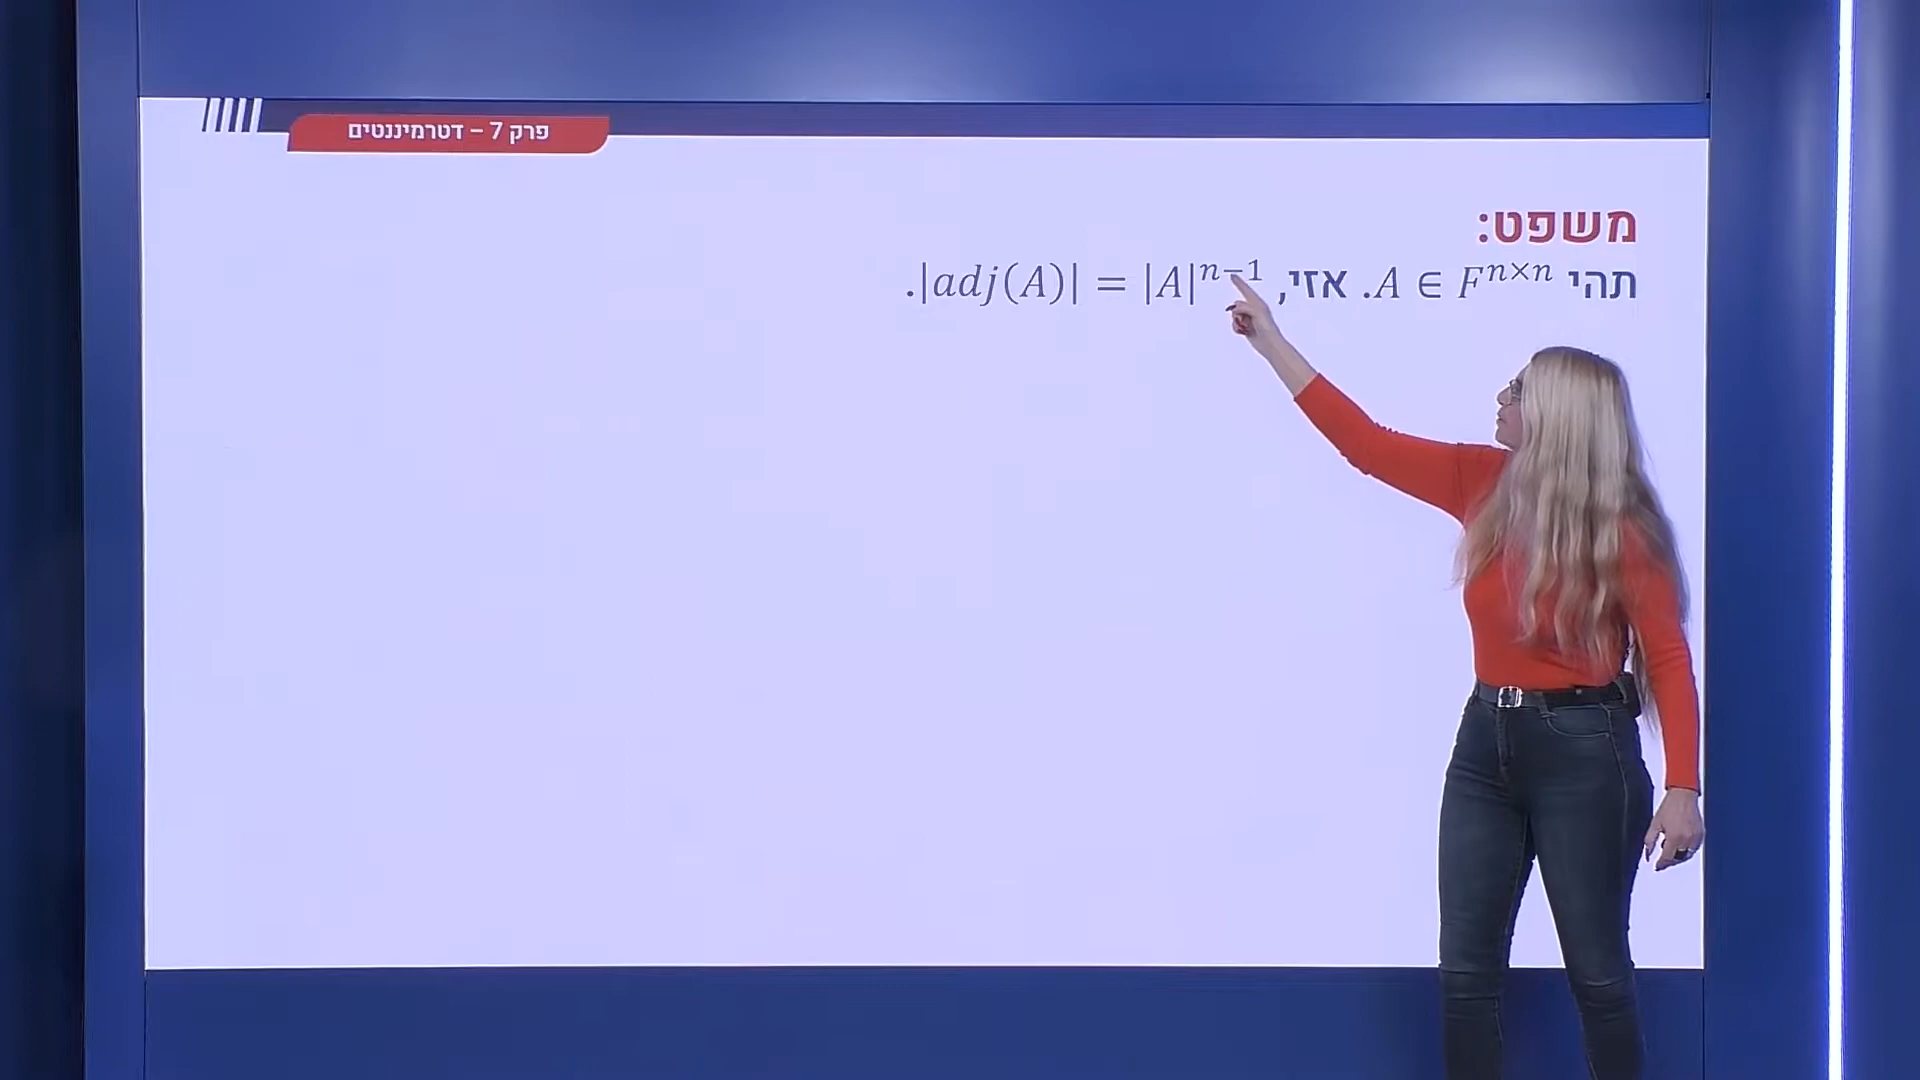 פרק 7 – דטרמיננטים
משפט:
תהי A ∈ F^{n×n}. אזי, |adj(A)| = |A|^{n−1}.